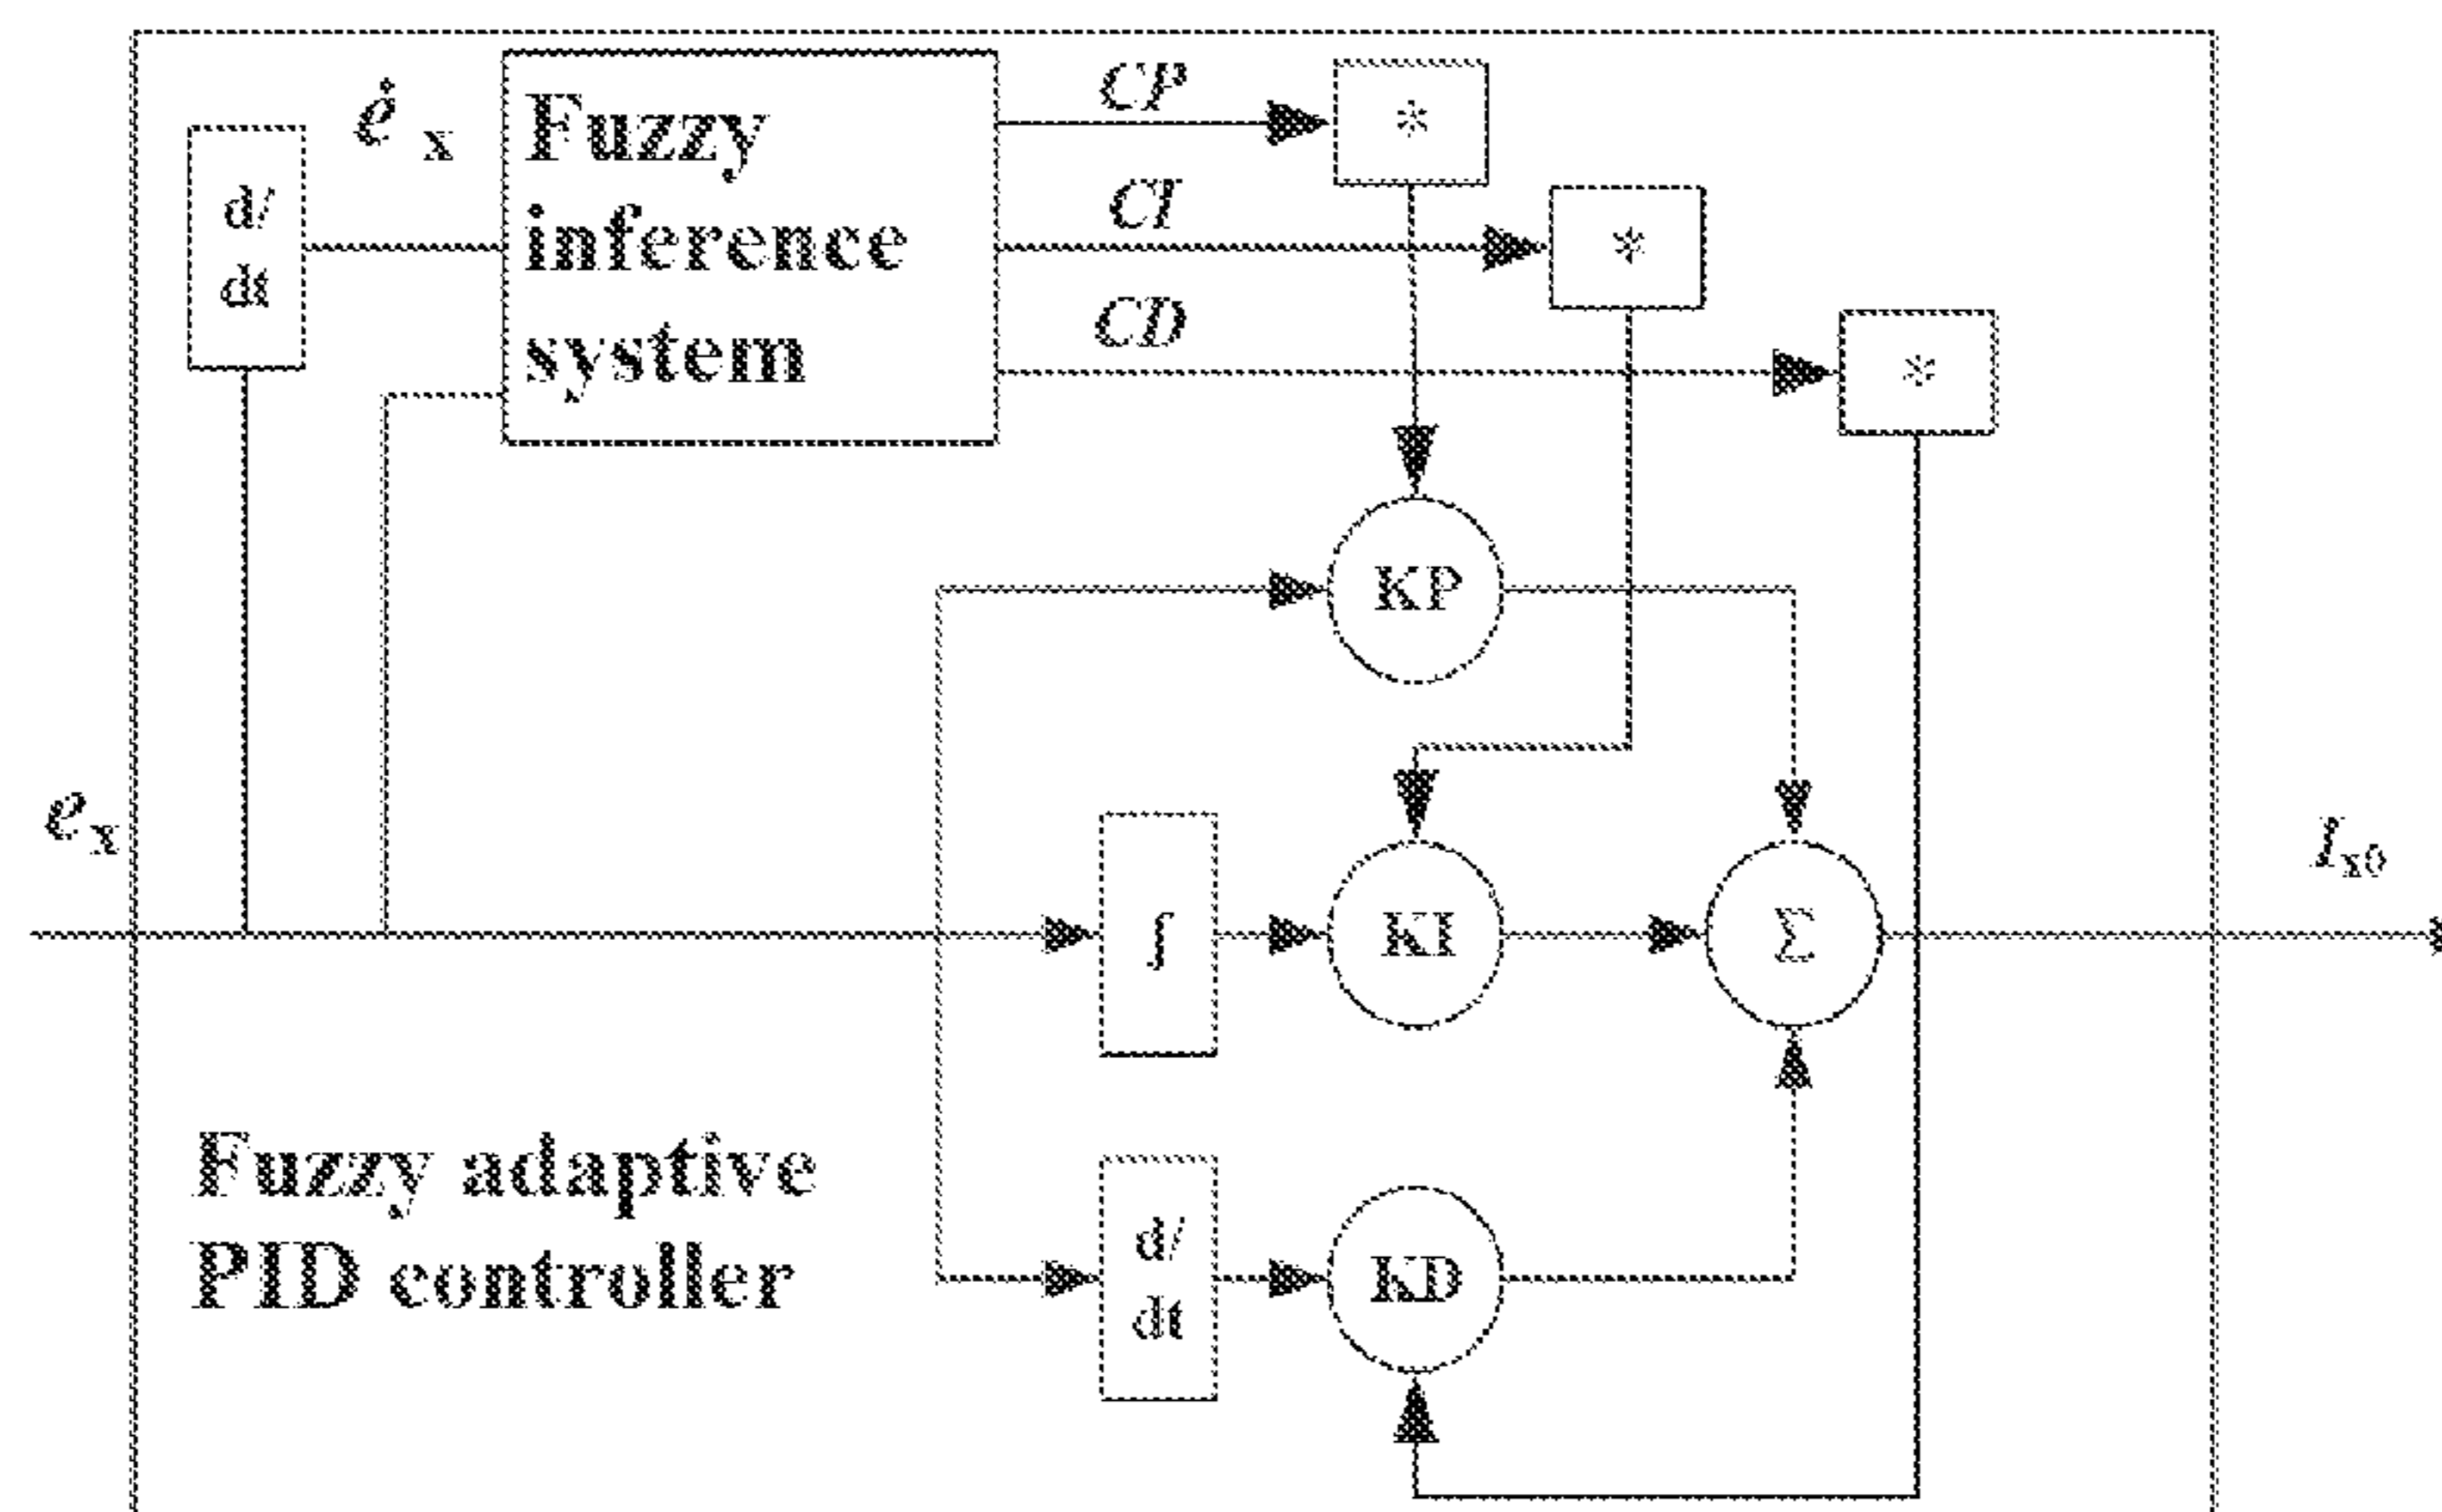 ė x
Fuzzy
inference
system
d/
dt
CP
*
CI
*
CD
*
KP
e x
∫
KI
Σ
I x0
Fuzzy adaptive
PID controller
d/
dt
KD